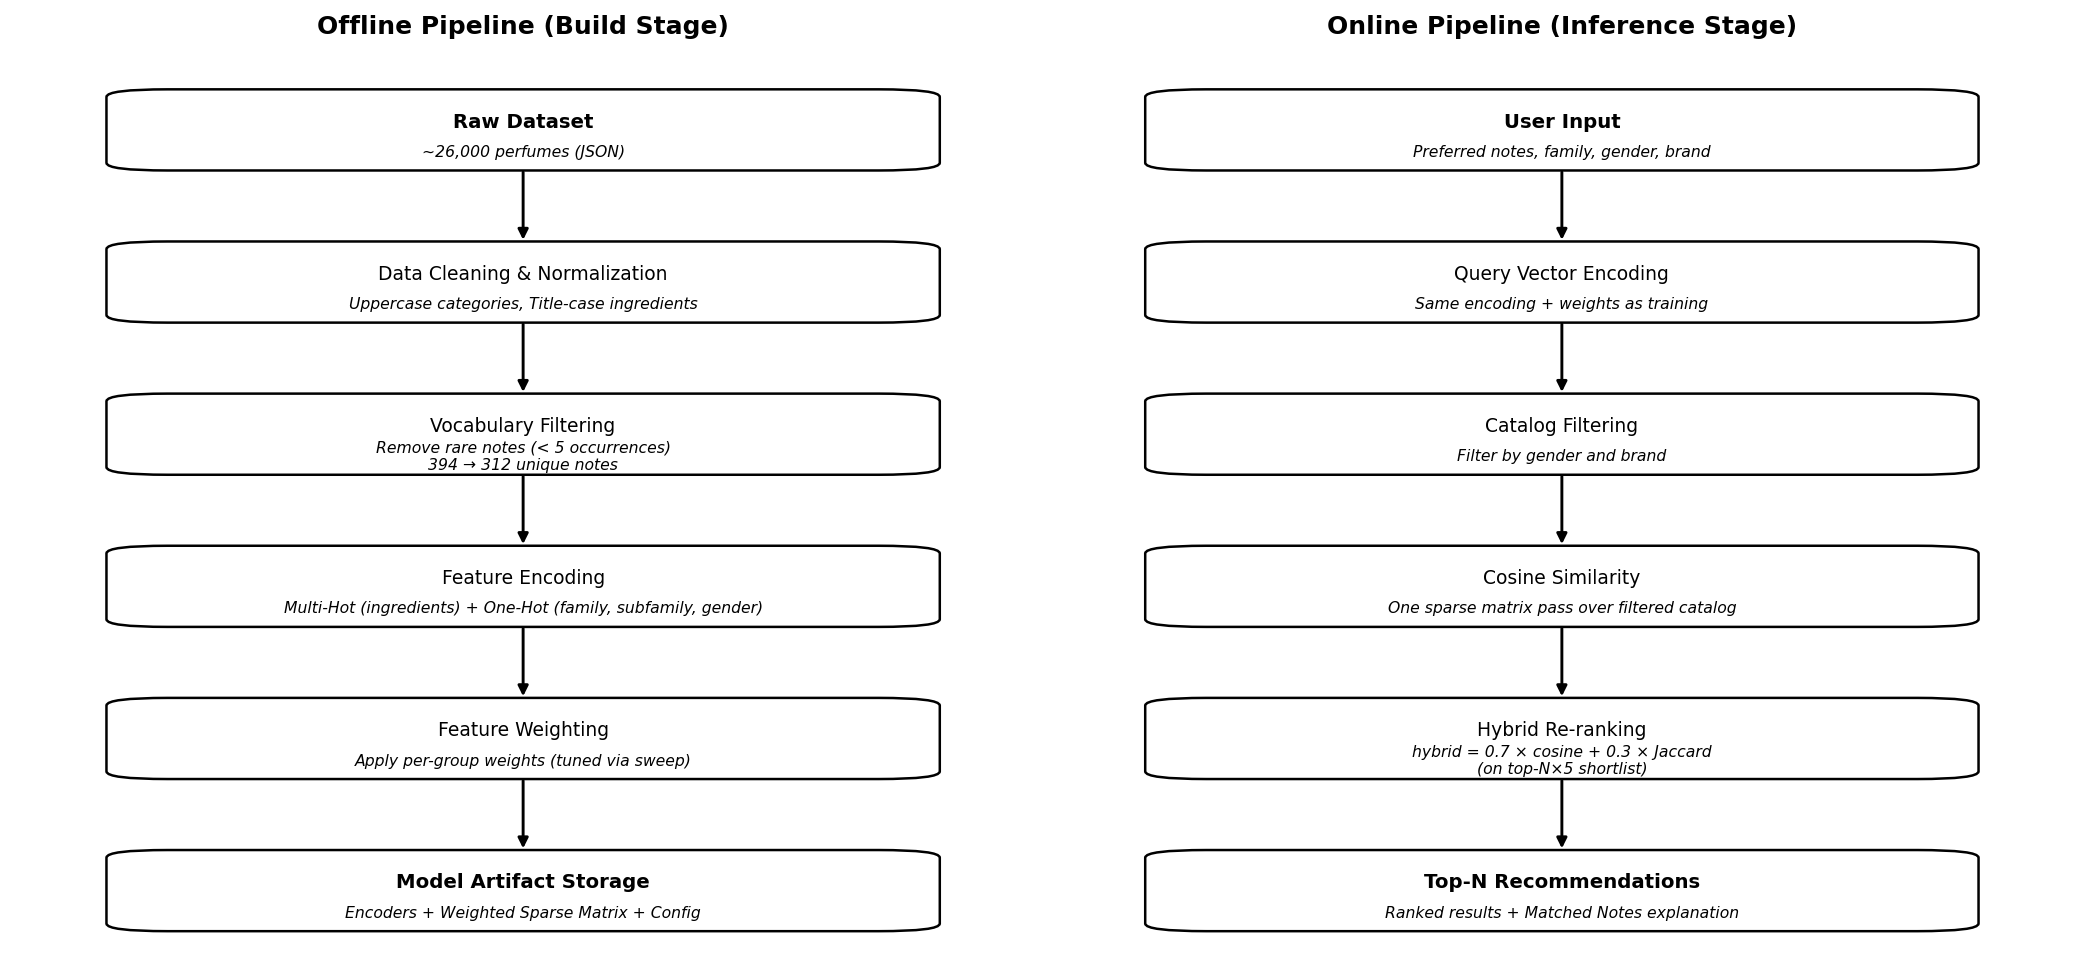 Offline Pipeline (Build Stage)
Raw Dataset
~26,000 perfumes (JSON)
Data Cleaning & Normalization
Uppercase categories, Title-case ingredients
Vocabulary Filtering
Remove rare notes (< 5 occurrences)
394 → 312 unique notes
Feature Encoding
Multi-Hot (ingredients) + One-Hot (family, subfamily, gender)
Feature Weighting
Apply per-group weights (tuned via sweep)
Model Artifact Storage
Encoders + Weighted Sparse Matrix + Config
Online Pipeline (Inference Stage)
User Input
Preferred notes, family, gender, brand
Query Vector Encoding
Same encoding + weights as training
Catalog Filtering
Filter by gender and brand
Cosine Similarity
One sparse matrix pass over filtered catalog
Hybrid Re-ranking
hybrid = 0.7 × cosine + 0.3 × Jaccard
(on top-N×5 shortlist)
Top-N Recommendations
Ranked results + Matched Notes explanation